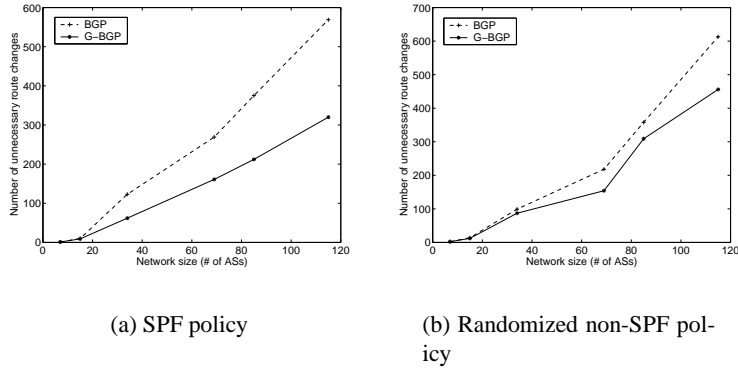 600
500
400
300
200
100
0
Number of unnecessary route changes
BGP
G-BGP
0 20 40 60 80 100 120
Network size (# of ASs)
(a) SPF policy
700
600
500
400
300
200
100
0
Number of unnecessary route changes
BGP
G-BGP
0 20 40 60 80 100 120
Network size (# of ASs)
(b) Randomized non-SPF pol-
icy